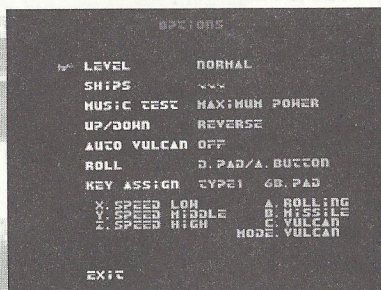 OPTIONS
LEVEL NORMAL
SHIPS
MUSIC TEST MAXIMUM POWER
UP/DOWN REVERSE
AUTO VULCAN OFF
ROLL D.PAD/A.BUTTON
KEY ASSIGN TYPE1 6B.PAD
X.SPEED LOW A.ROLLING
Y.SPEED MIDDLE B.MISSILE
Z.SPEED HIGH C.VULCAN
MODE.VULCAN
EXIT